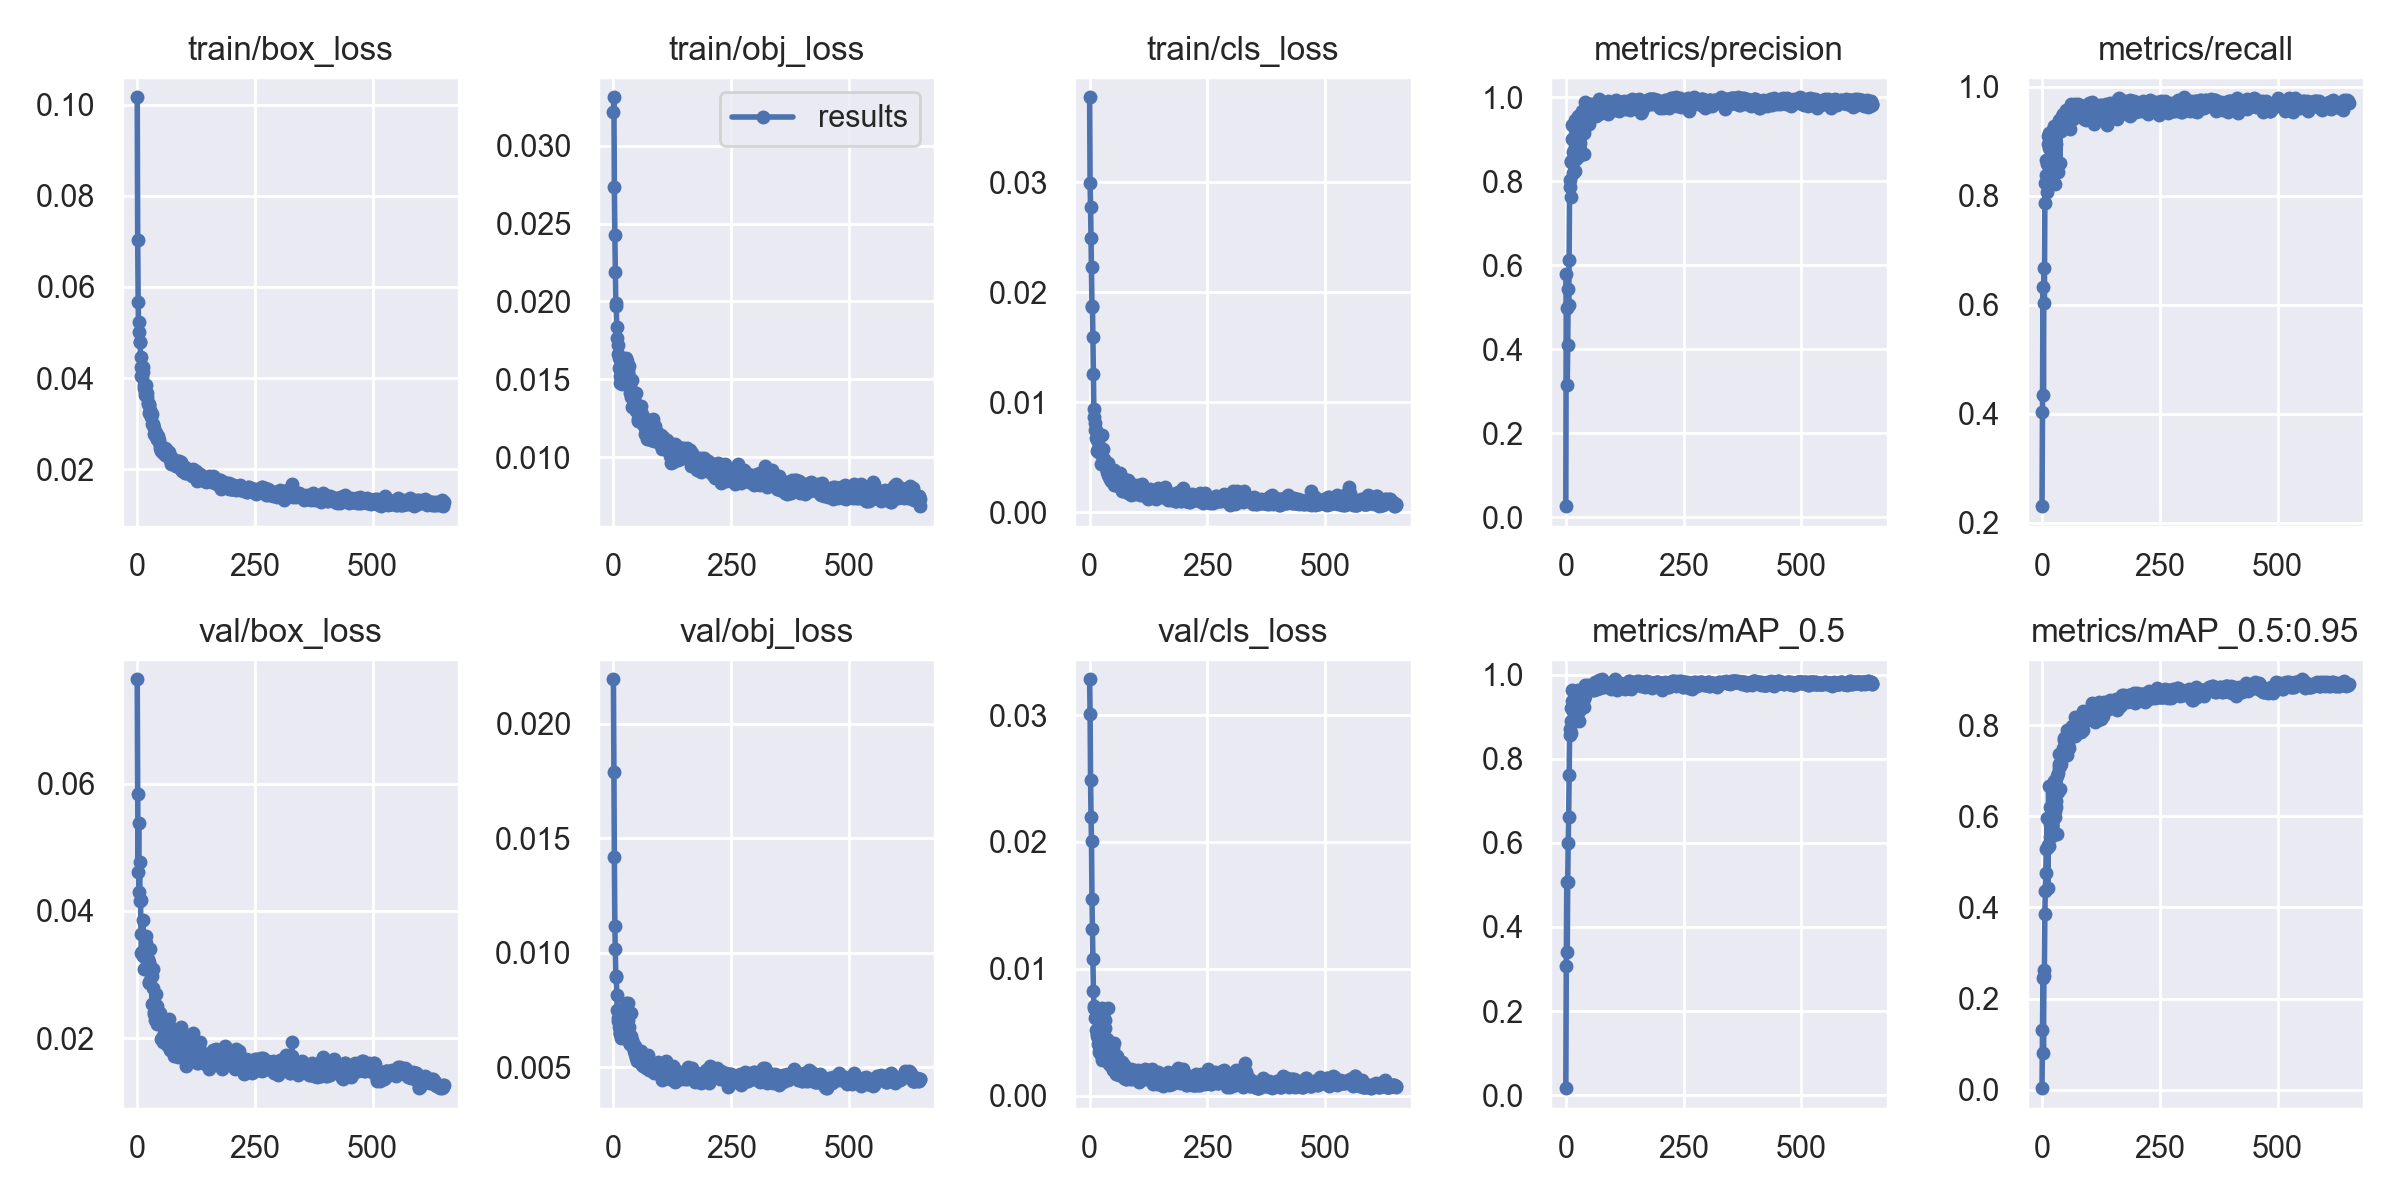 train/box_loss
0.10
0.08
0.06
0.04
0.02
0 250 500
train/obj_loss
results
0.030
0.025
0.020
0.015
0.010
0 250 500
train/cls_loss
0.03
0.02
0.01
0.00
0 250 500
metrics/precision
1.0
0.8
0.6
0.4
0.2
0.0
0 250 500
metrics/recall
1.0
0.8
0.6
0.4
0.2
0 250 500
val/box_loss
0.06
0.04
0.02
0 250 500
val/obj_loss
0.020
0.015
0.010
0.005
0 250 500
val/cls_loss
0.03
0.02
0.01
0.00
0 250 500
metrics/mAP_0.5
1.0
0.8
0.6
0.4
0.2
0.0
0 250 500
metrics/mAP_0.5:0.95
0.8
0.6
0.4
0.2
0.0
0 250 500